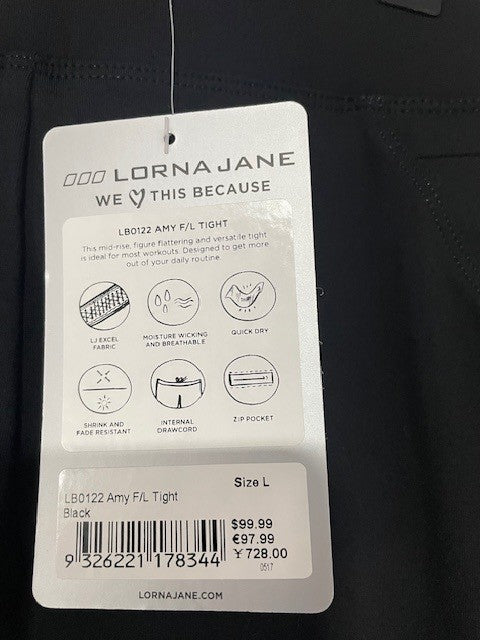 LORNA JANE
WE ♡ THIS BECAUSE
LB0122 AMY F/L TIGHT
This mid-rise, figure flattering and versatile tight
is ideal for most workouts. Designed to get more
out of your daily routine.
LJ EXCEL
FABRIC
MOISTURE WICKING
AND BREATHABLE
QUICK DRY
SHRINK AND
FADE RESISTANT
INTERNAL
DRAWCORD
ZIP POCKET
Size L
LB0122 Amy F/L Tight
Black
$99.99
€97.99
¥728.00
0517
9 326221 178344
LORNAJANE.COM